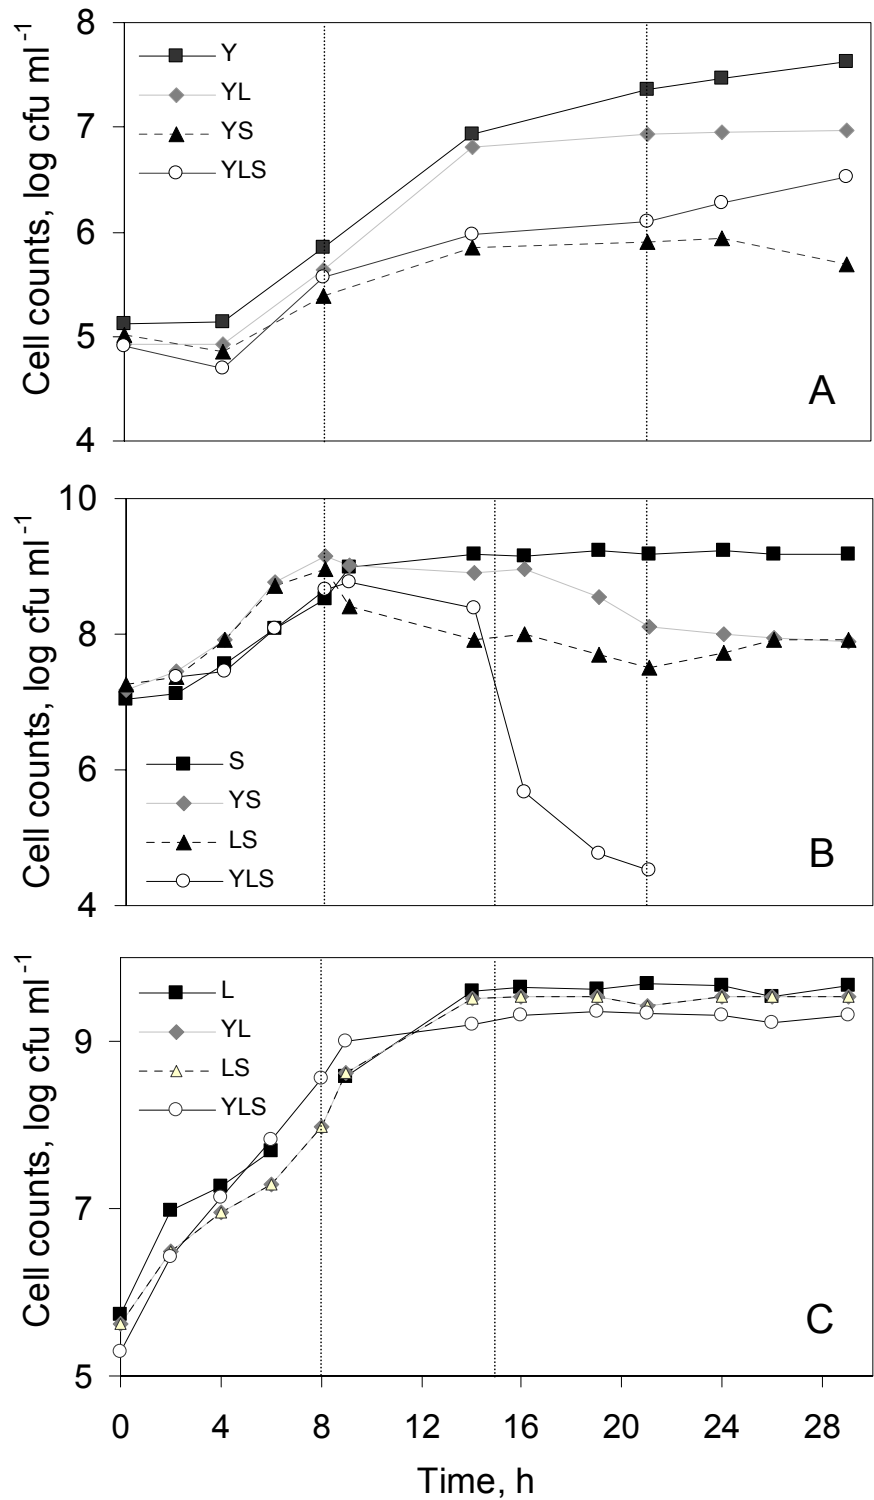 8
7
6
5
4
Cell counts, log cfu ml -1
Y
YL
YS
YLS
A
10
8
6
4
Cell counts, log cfu ml -1
S
YS
LS
YLS
B
9
7
5
Cell counts, log cfu ml -1
L
YL
LS
YLS
C
0 4 8 12 16 20 24 28
Time, h